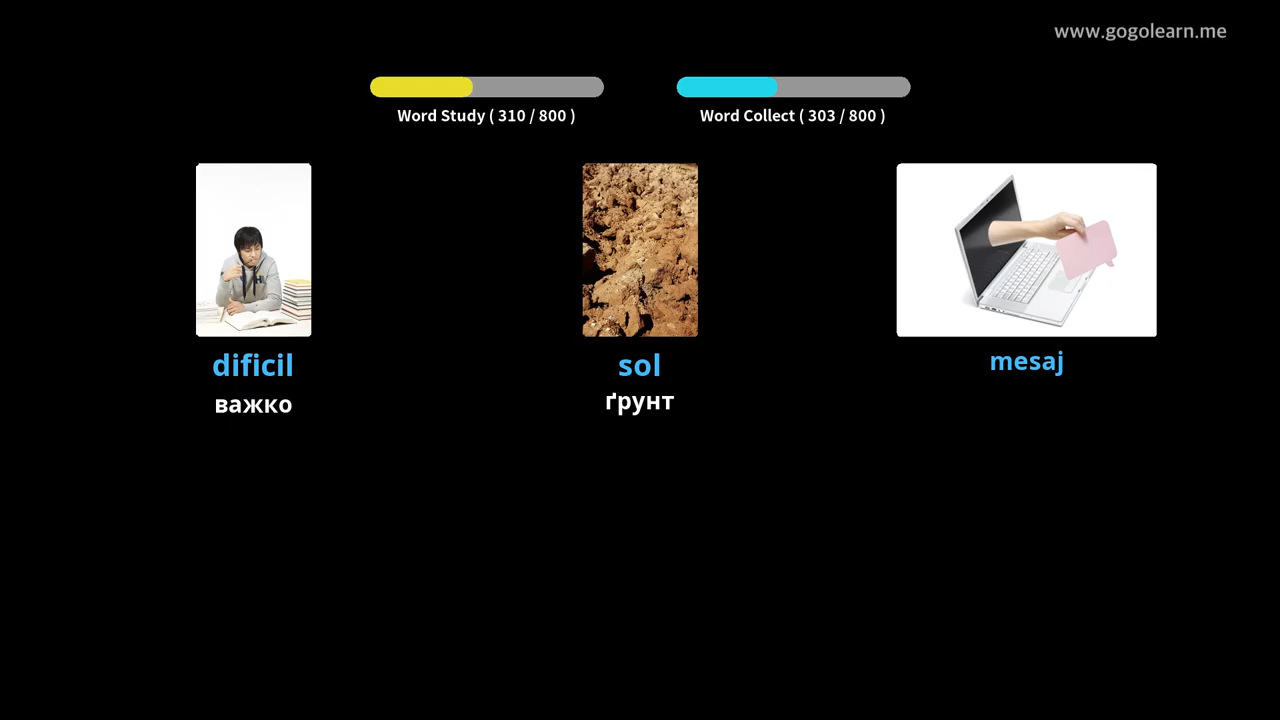 www.gogolearn.me
Word Study ( 310 / 800 )
Word Collect ( 303 / 800 )
dificil
важко
sol
ґрунт
mesaj